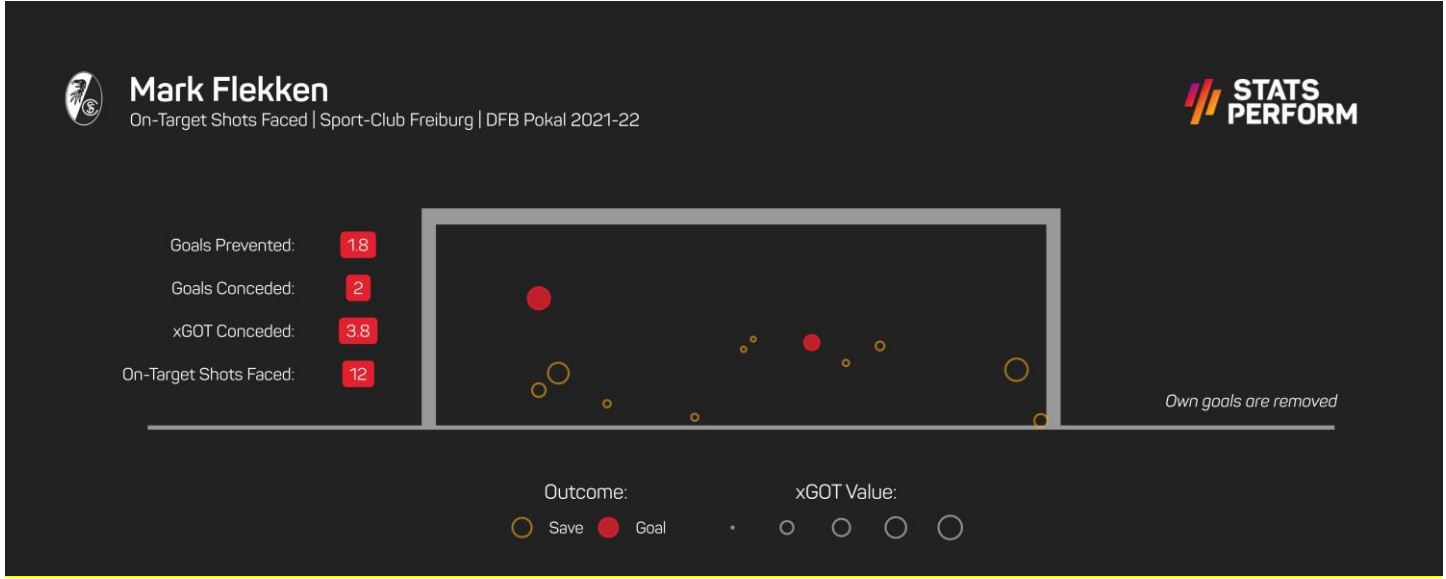 Mark Flekken
On-Target Shots Faced | Sport-Club Freiburg | DFB Pokal 2021-22
STATS
PERFORM
Goals Prevented: 1.8
Goals Conceded: 2
xGOT Conceded: 3.8
On-Target Shots Faced: 12
Own goals are removed
Outcome: xGOT Value:
Save Goal